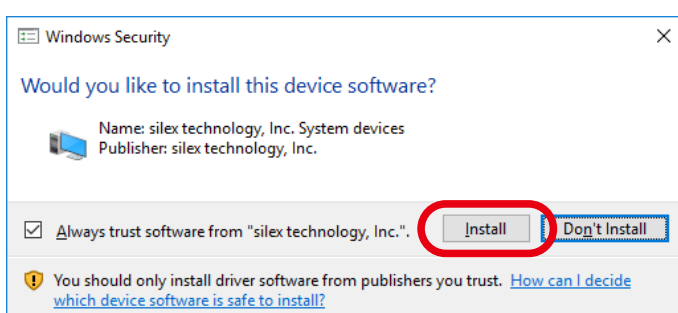 Windows Security
Would you like to install this device software?
Name: silex technology, Inc. System devices
Publisher: silex technology, Inc.
Always trust software from "silex technology, Inc.".
Install
Don't Install
You should only install driver software from publishers you trust. How can I decide
which device software is safe to install?